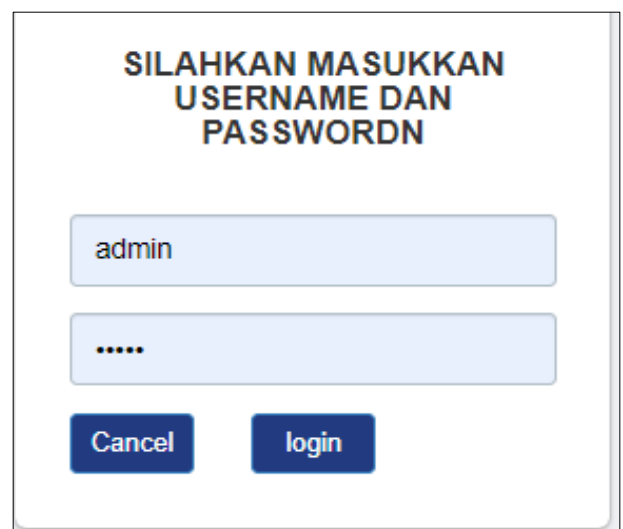 SILAHKAN MASUKKAN
USERNAME DAN
PASSWORDN
admin
•••••
Cancel
login